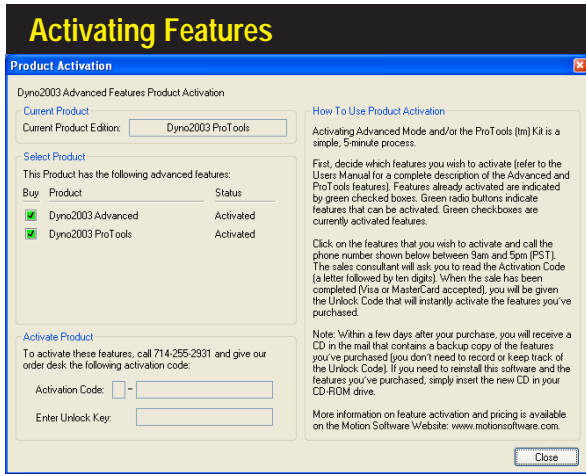 Activating Features
Product Activation
Dyno2003 Advanced Features Product Activation
Current Product
Current Product Edition: Dyno2003 ProTools
Select Product
This Product has the following advanced features:
Buy Product Status
Dyno2003 Advanced Activated
Dyno2003 ProTools Activated
Activate Product
To activate these features, call 714-255-2931 and give our
order desk the following activation code:
Activation Code: -
Enter Unlock Key:
How To Use Product Activation
Activating Advanced Mode and/or the ProTools (tm) Kit is a
simple, 5-minute process.
First, decide which features you wish to activate (refer to the
Users Manual for a complete description of the Advanced and
ProTools features). Features already activated are indicated
by green checked boxes. Green radio buttons indicate
features that can be activated. Green checkboxes are
currently activated features.
Click on the features that you wish to activate and call the
phone number shown below between 9am and 5pm (PST).
The sales consultant will ask you to read the Activation Code
(a letter followed by ten digits). When the sale has been
completed (Visa or MasterCard accepted), you will be given
the Unlock Code that will instantly activate the features you've
purchased.
Note: Within a few days after your purchase, you will receive a
CD in the mail that contains a backup copy of the features
you've purchased (you don't need to record or keep track of
the Unlock Code). If you need to reinstall this software and the
features you've purchased, simply insert the new CD in your
CD-ROM drive.
More information on feature activation and pricing is available
on the Motion Software Website: www.motionsoftware.com.
Close